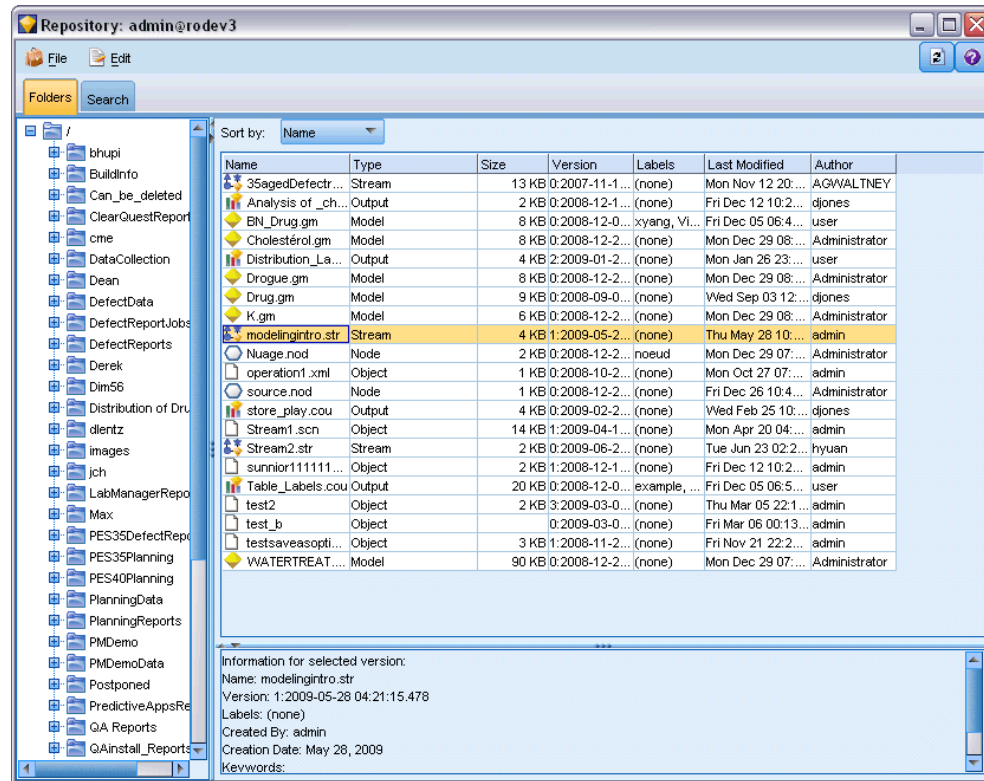 Repository: admin@rodev3
File Edit
Folders Search
/
bhupi
BuildInfo
Can_be_deleted
ClearQuestReport
cme
DataCollection
Dean
DefectData
DefectReportJobs
DefectReports
Derek
Dim56
Distribution of Dru
dlentz
images
jch
LabManagerRepo
Max
PES35DefectRepo
PES35Planning
PES40Planning
PlanningData
PlanningReports
PMDemo
PMDemoData
Postponed
PredictiveAppsRe
QA Reports
QAinstall_Reports
Sort by: Name
Name Type Size Version Labels Last Modified Author
35agedDefectr... Stream 13 KB 0:2007-11-1... (none) Mon Nov 12 20:... AGWALTNEY
Analysis of _ch... Output 2 KB 0:2008-12-1... (none) Fri Dec 12 10:2... djones
BN_Drug.gm Model 8 KB 0:2008-12-0... xyang, Vi... Fri Dec 05 06:4... user
Cholestérol.gm Model 8 KB 0:2008-12-2... (none) Mon Dec 29 08:... Administrator
Distribution_La... Output 4 KB 2:2009-01-2... (none) Mon Jan 26 23:... user
Drogue.gm Model 8 KB 0:2008-12-2... (none) Mon Dec 29 08:... Administrator
Drug.gm Model 9 KB 0:2008-09-0... (none) Wed Sep 03 12:... djones
K.gm Model 6 KB 0:2008-12-2... (none) Mon Dec 29 08:... Administrator
modelingintro.str Stream 4 KB 1:2009-05-2... (none) Thu May 28 10:... admin
Nuage.nod Node 2 KB 0:2008-12-2... noeud Mon Dec 29 07:... Administrator
operation1.xml Object 1 KB 0:2008-10-2... (none) Mon Oct 27 07:... admin
source.nod Node 1 KB 0:2008-12-2... (none) Fri Dec 26 10:4... Administrator
store_play.cou Output 4 KB 0:2009-02-2... (none) Wed Feb 25 10:... djones
Stream1.scn Object 14 KB 1:2009-04-1... (none) Mon Apr 20 04:... admin
Stream2.str Stream 2 KB 0:2009-06-2... (none) Tue Jun 23 02:2... hyuan
sunnior111111... Object 2 KB 1:2008-12-1... (none) Fri Dec 12 10:2... admin
Table_Labels.cou Output 20 KB 0:2008-12-0... example, ... Fri Dec 05 06:5... user
test2 Object 2 KB 3:2009-03-0... (none) Thu Mar 05 22:1... admin
test_b Object 0:2009-03-0... (none) Fri Mar 06 00:13... admin
testsaveasopti... Object 3 KB 1:2008-11-2... (none) Fri Nov 21 22:2... admin
WATERTREAT.... Model 90 KB 0:2008-12-2... (none) Mon Dec 29 07:... Administrator
Information for selected version:
Name: modelingintro.str
Version: 1:2009-05-28 04:21:15.478
Labels: (none)
Created By: admin
Creation Date: May 28, 2009
Keywords: